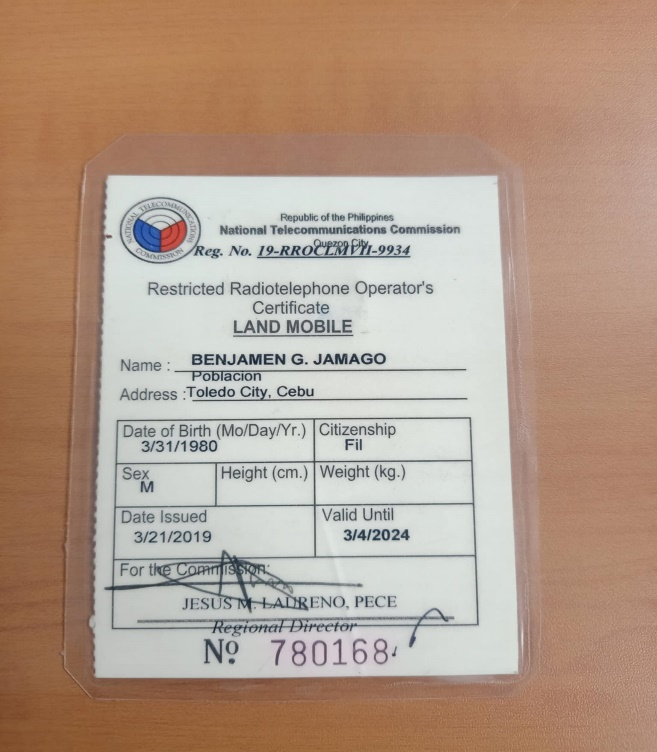 NATIONAL TELECOMMUNICATIONS COMMISSION
Republic of the Philippines
National Telecommunications Commission
Quezon City
Reg. No. 19-RROCLMVII-9934
Restricted Radiotelephone Operator's
Certificate
LAND MOBILE
Name : BENJAMEN G. JAMAGO
Poblacion
Address : Toledo City, Cebu
Date of Birth (Mo/Day/Yr.) Citizenship
3/31/1980 Fil
Sex Height (cm.) Weight (kg.)
M
Date Issued Valid Until
3/21/2019 3/4/2024
For the Commission:
JESUS M. LAURENO, PECE
Regional Director
Nº 780168